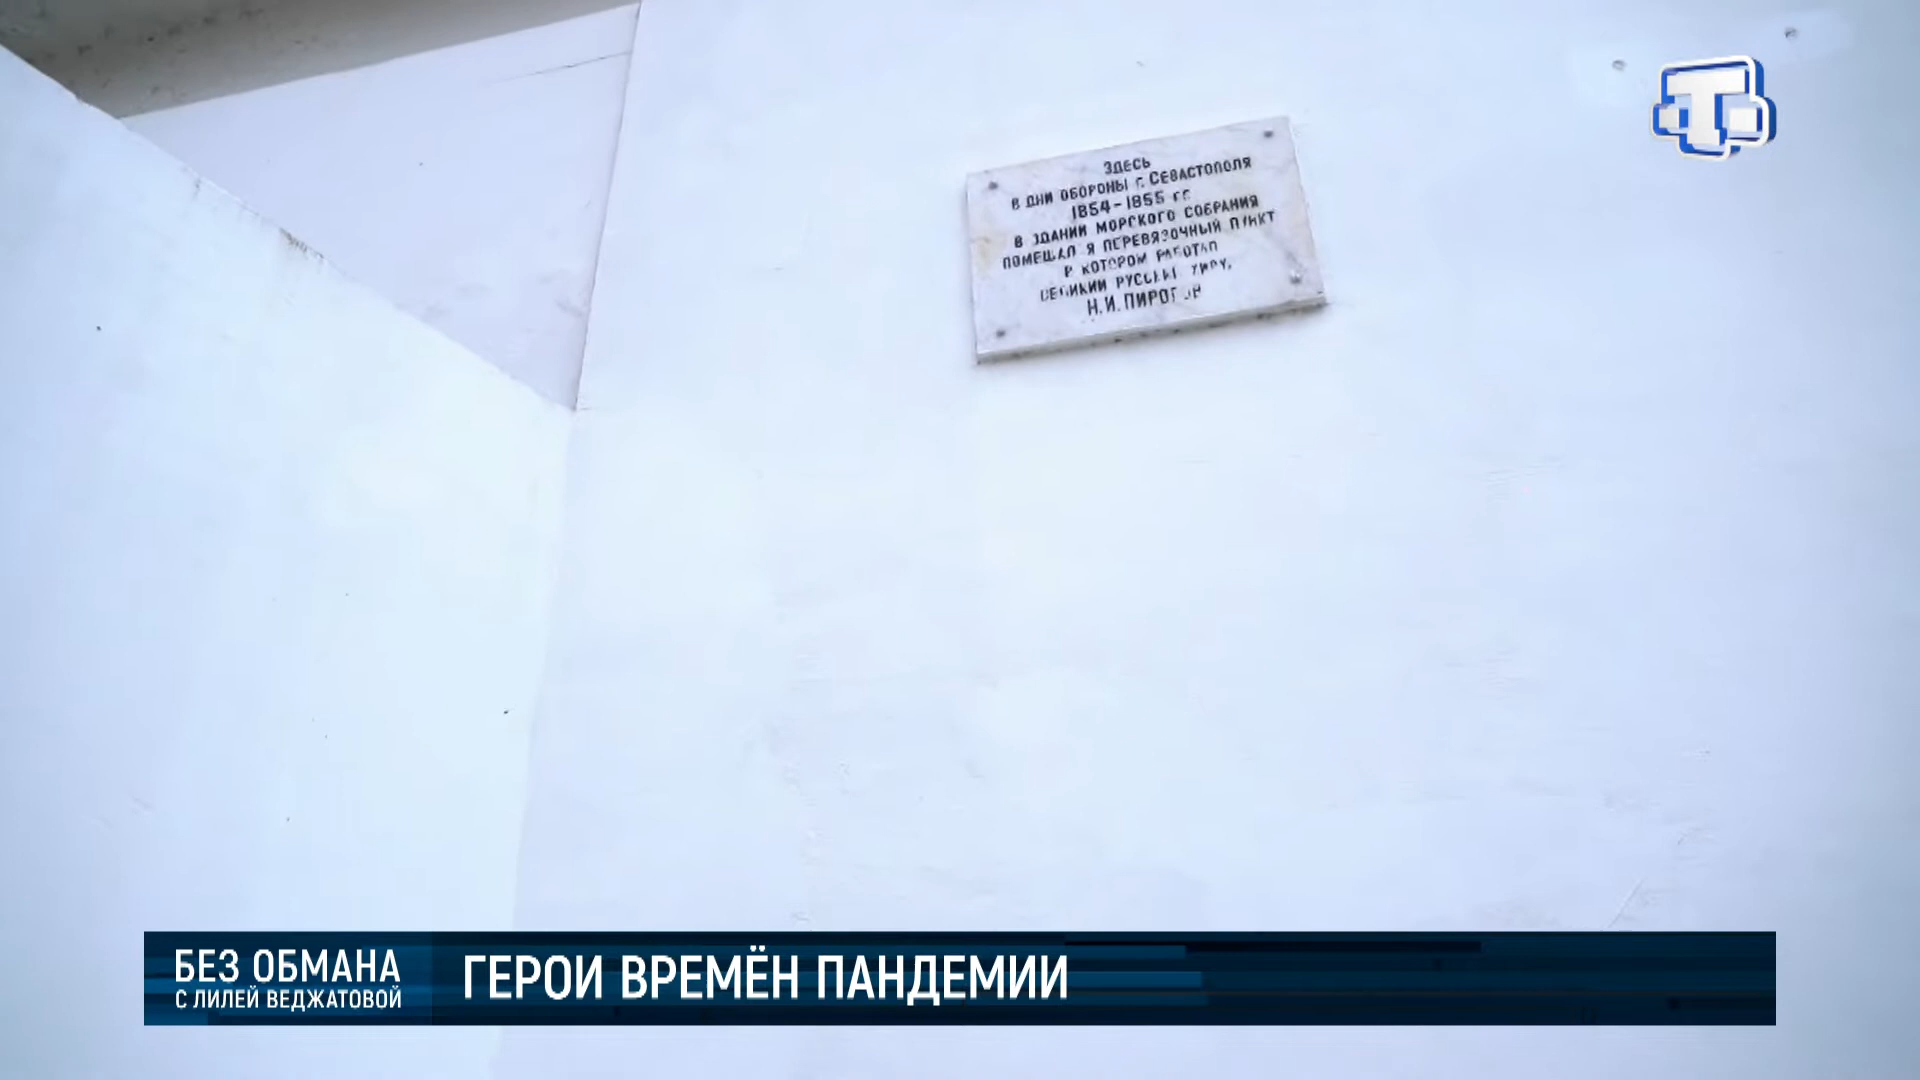 ЗДЕСЬ
В ДНИ ОБОРОНЫ Г. СЕВАСТОПОЛЯ
1854-1855 ГГ.
В ЗДАНИИ МОРСКОГО СОБРАНИЯ
ПЕРЕВЯЗОЧНЫЙ ПУНКТ
В КОТОРОМ РАБОТАЛ
ВЕЛИКИЙ РУССКИЙ
Н.И. ПИРОГОВ
БЕЗ ОБМАНА
С ЛИЛЕЙ ВЕДЖАТОВОЙ
ГЕРОИ ВРЕМЁН ПАНДЕМИИ